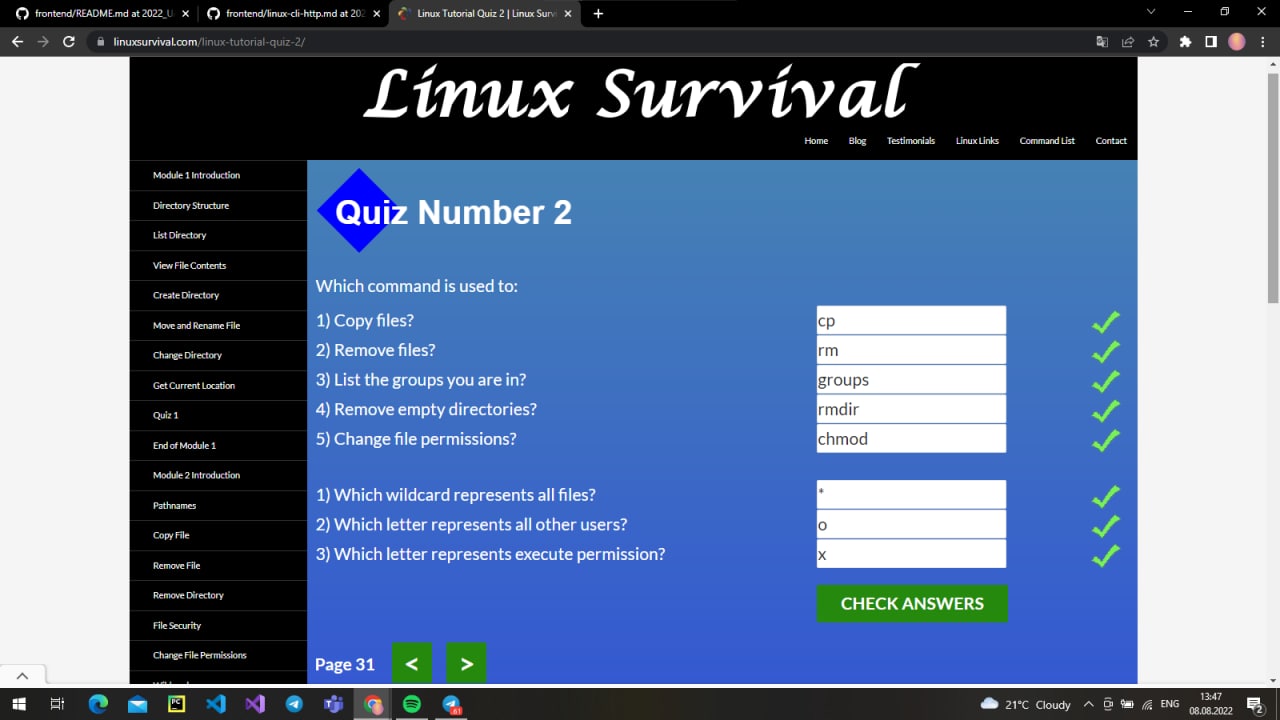 frontend/README.md at 2022_U
frontend/linux-cli-http.md at 202
Linux Tutorial Quiz 2 | Linux Survi
linuxsurvival.com/linux-tutorial-quiz-2/
Linux Survival
Home Blog Testimonials Linux Links Command List Contact
Module 1 Introduction
Directory Structure
List Directory
View File Contents
Create Directory
Move and Rename File
Change Directory
Get Current Location
Quiz 1
End of Module 1
Module 2 Introduction
Pathnames
Copy File
Remove File
Remove Directory
File Security
Change File Permissions
Quiz Number 2
Which command is used to:
1) Copy files? cp
2) Remove files? rm
3) List the groups you are in? groups
4) Remove empty directories? rmdir
5) Change file permissions? chmod
1) Which wildcard represents all files? *
2) Which letter represents all other users? o
3) Which letter represents execute permission? x
CHECK ANSWERS
Page 31 < >
PC
61
21°C Cloudy
ENG
13:47
08.08.2022
2